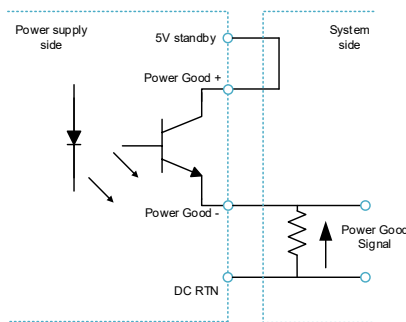 Power supply
side
System
side
5V standby
Power Good +
Power Good -
Power Good
Signal
DC RTN